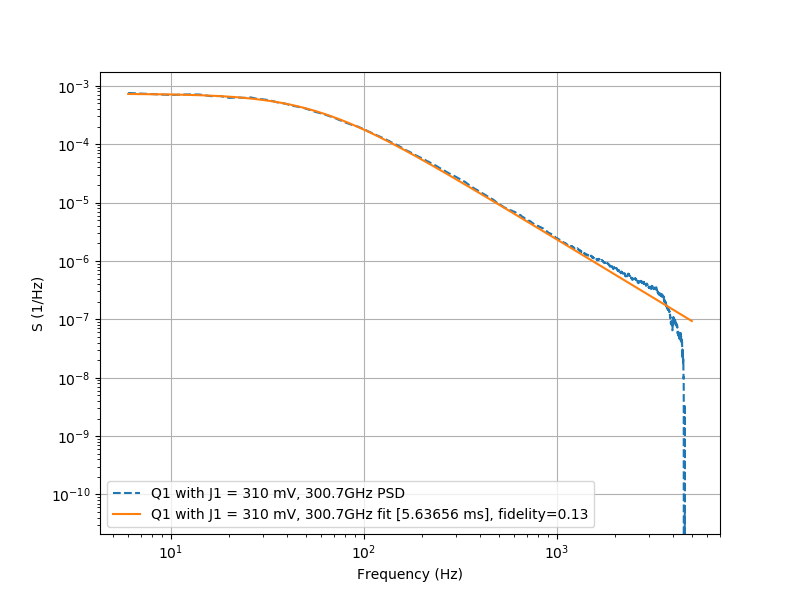 10⁻³
10⁻⁴
10⁻⁵
10⁻⁶
10⁻⁷
10⁻⁸
10⁻⁹
10⁻¹⁰
S (1/Hz)
Q1 with J1 = 310 mV, 300.7GHz PSD
Q1 with J1 = 310 mV, 300.7GHz fit [5.63656 ms], fidelity=0.13
10¹ 10² 10³
Frequency (Hz)